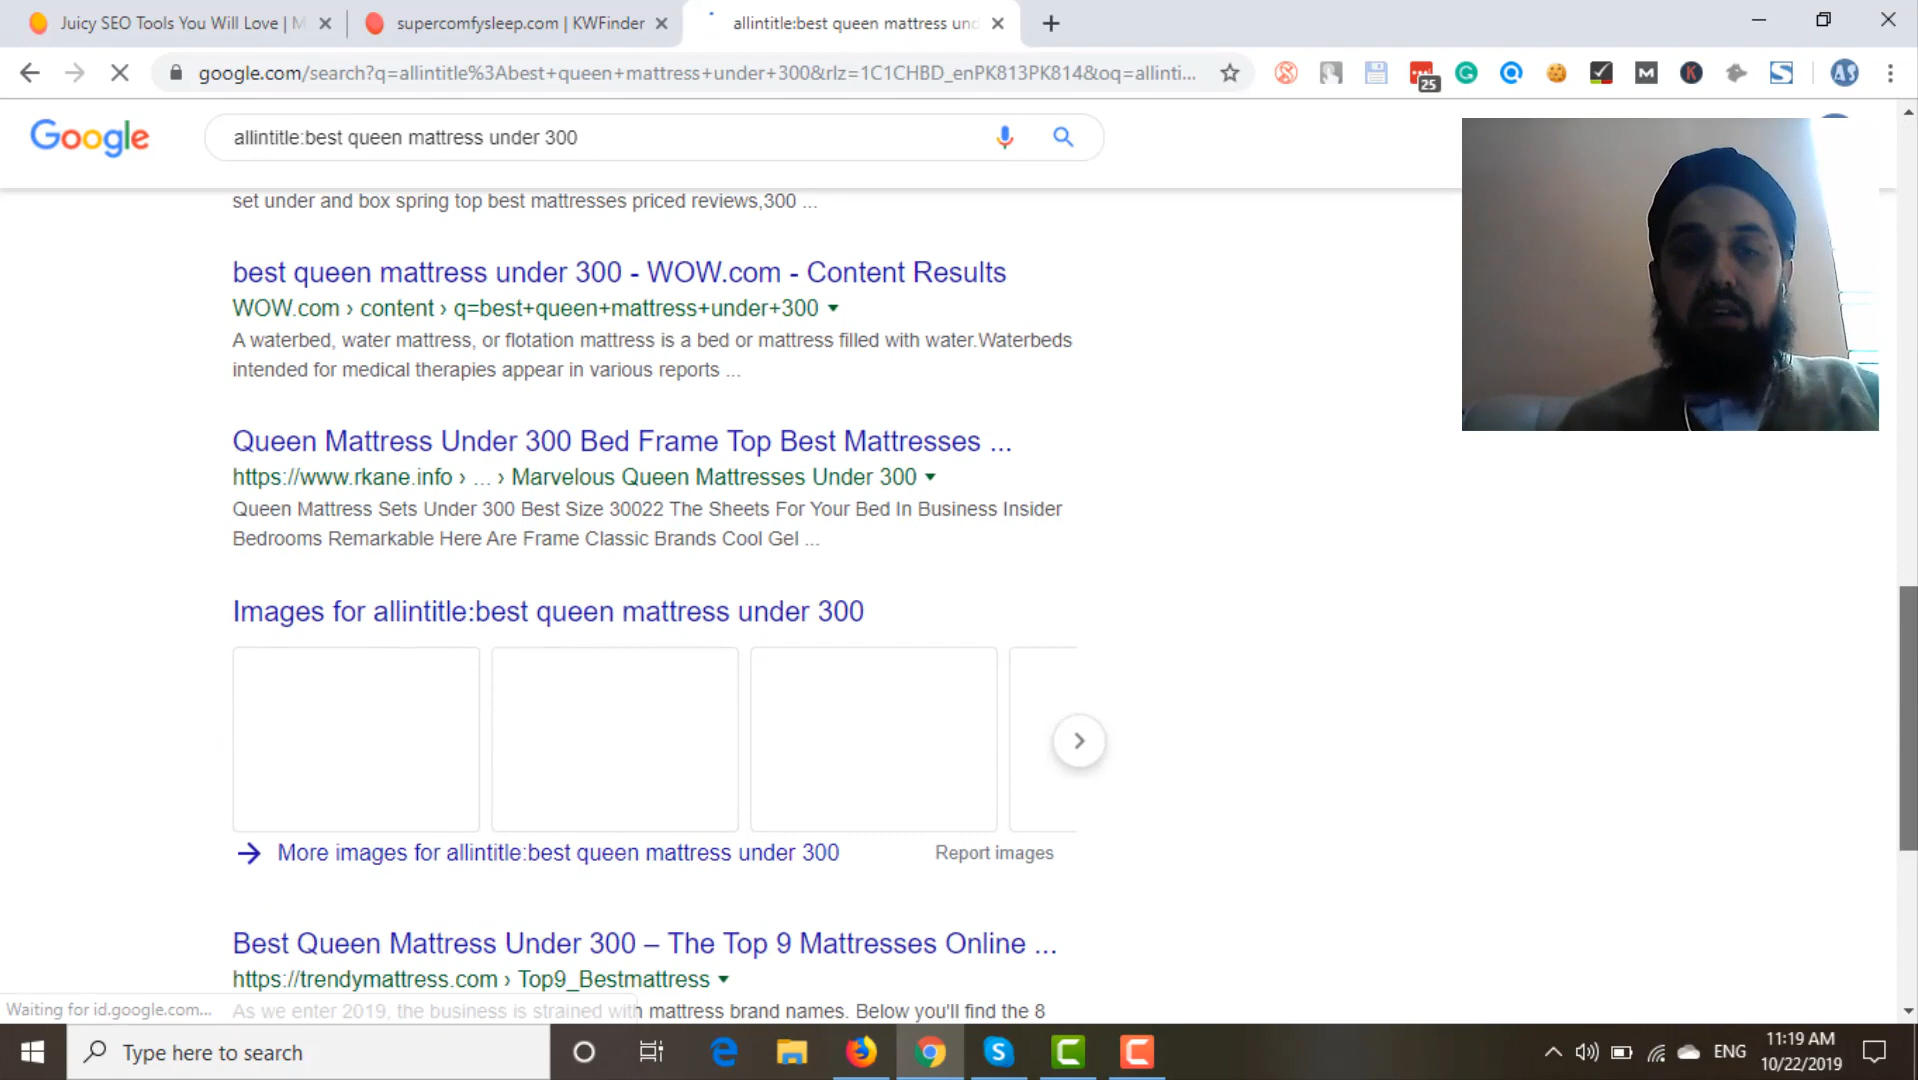 Juicy SEO Tools You Will Love | M
supercomfysleep.com | KWFinder
allintitle:best queen mattress und
google.com/search?q=allintitle%3Abest+queen+mattress+under+300&rlz=1C1CHBD_enPK813PK814&oq=allinti...
25
AS
Google
allintitle:best queen mattress under 300
set under and box spring top best mattresses priced reviews,300 ...
best queen mattress under 300 - WOW.com - Content Results
WOW.com › content › q=best+queen+mattress+under+300
A waterbed, water mattress, or flotation mattress is a bed or mattress filled with water.Waterbeds
intended for medical therapies appear in various reports ...
Queen Mattress Under 300 Bed Frame Top Best Mattresses ...
https://www.rkane.info › ... › Marvelous Queen Mattresses Under 300
Queen Mattress Sets Under 300 Best Size 30022 The Sheets For Your Bed In Business Insider
Bedrooms Remarkable Here Are Frame Classic Brands Cool Gel ...
Images for allintitle:best queen mattress under 300
More images for allintitle:best queen mattress under 300
Report images
Best Queen Mattress Under 300 – The Top 9 Mattresses Online ...
https://trendymattress.com › Top9_Bestmattress
Waiting for id.google.com...
As we enter 2019, the business is strained with mattress brand names. Below you'll find the 8
Type here to search
ENG
11:19 AM
10/22/2019